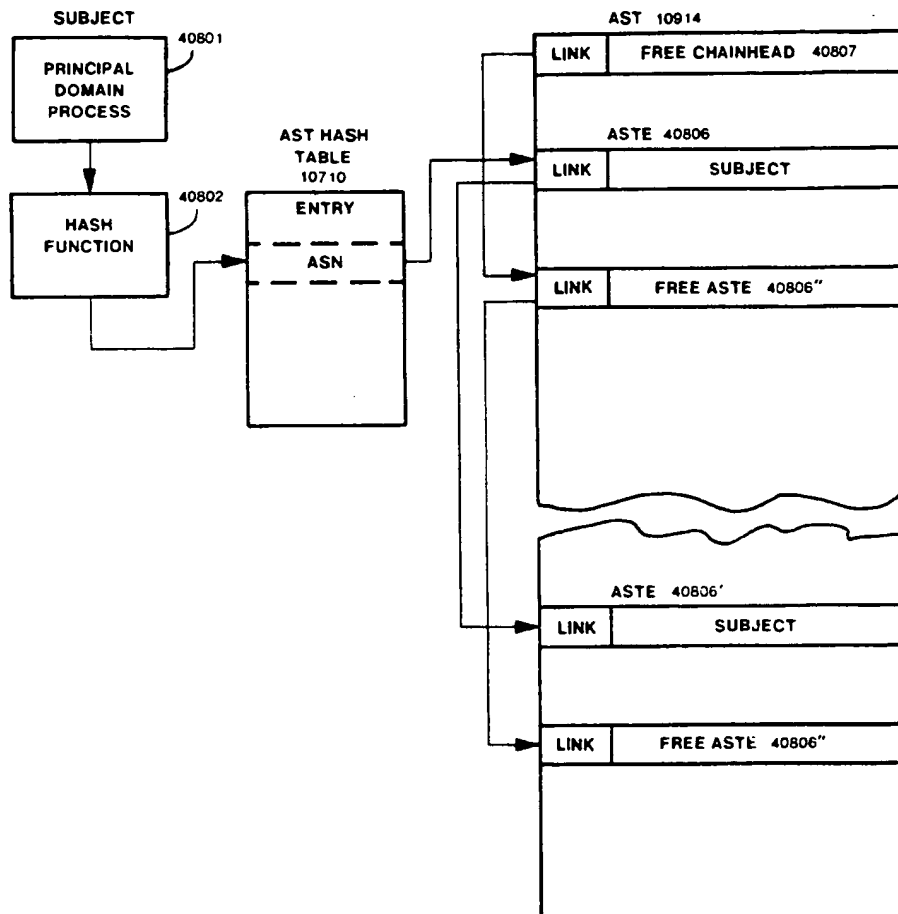 SUBJECT
40801
PRINCIPAL
DOMAIN
PROCESS
40802
HASH
FUNCTION
AST HASH
TABLE
10710
ENTRY
ASN
AST 10914
LINK FREE CHAINHEAD 40807
ASTE 40806
LINK SUBJECT
LINK FREE ASTE 40806″
ASTE 40806′
LINK SUBJECT
LINK FREE ASTE 40806″